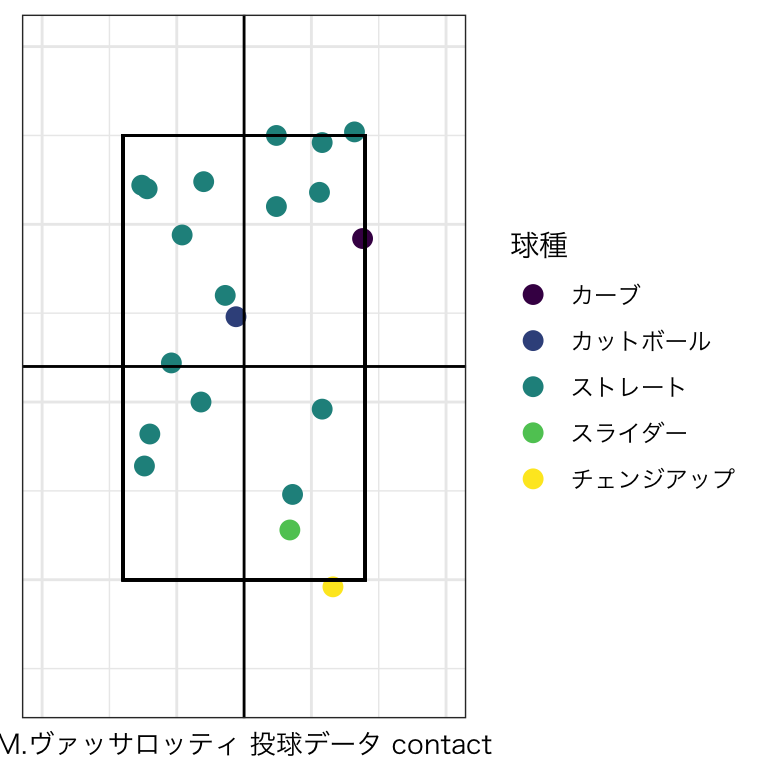 球種
カーブ
カットボール
ストレート
スライダー
チェンジアップ
M.ヴァッサロッティ 投球データ contact